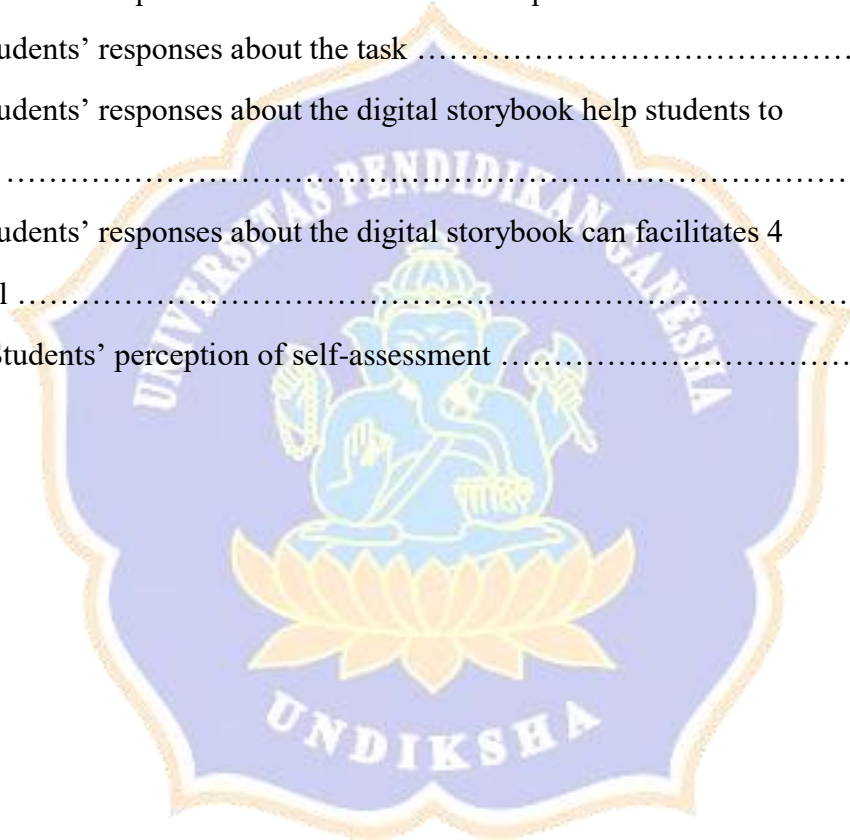 udents’ responses about the task ……………………………………
udents’ responses about the digital storybook help students to
……………………………………………………………………………
udents’ responses about the digital storybook can facilitates 4
l ……………………………………………………………………………
Students’ perception of self-assessment ………………………………
UNIVERSITAS PENDIDIKAN GANESHA
UNDIKSHA